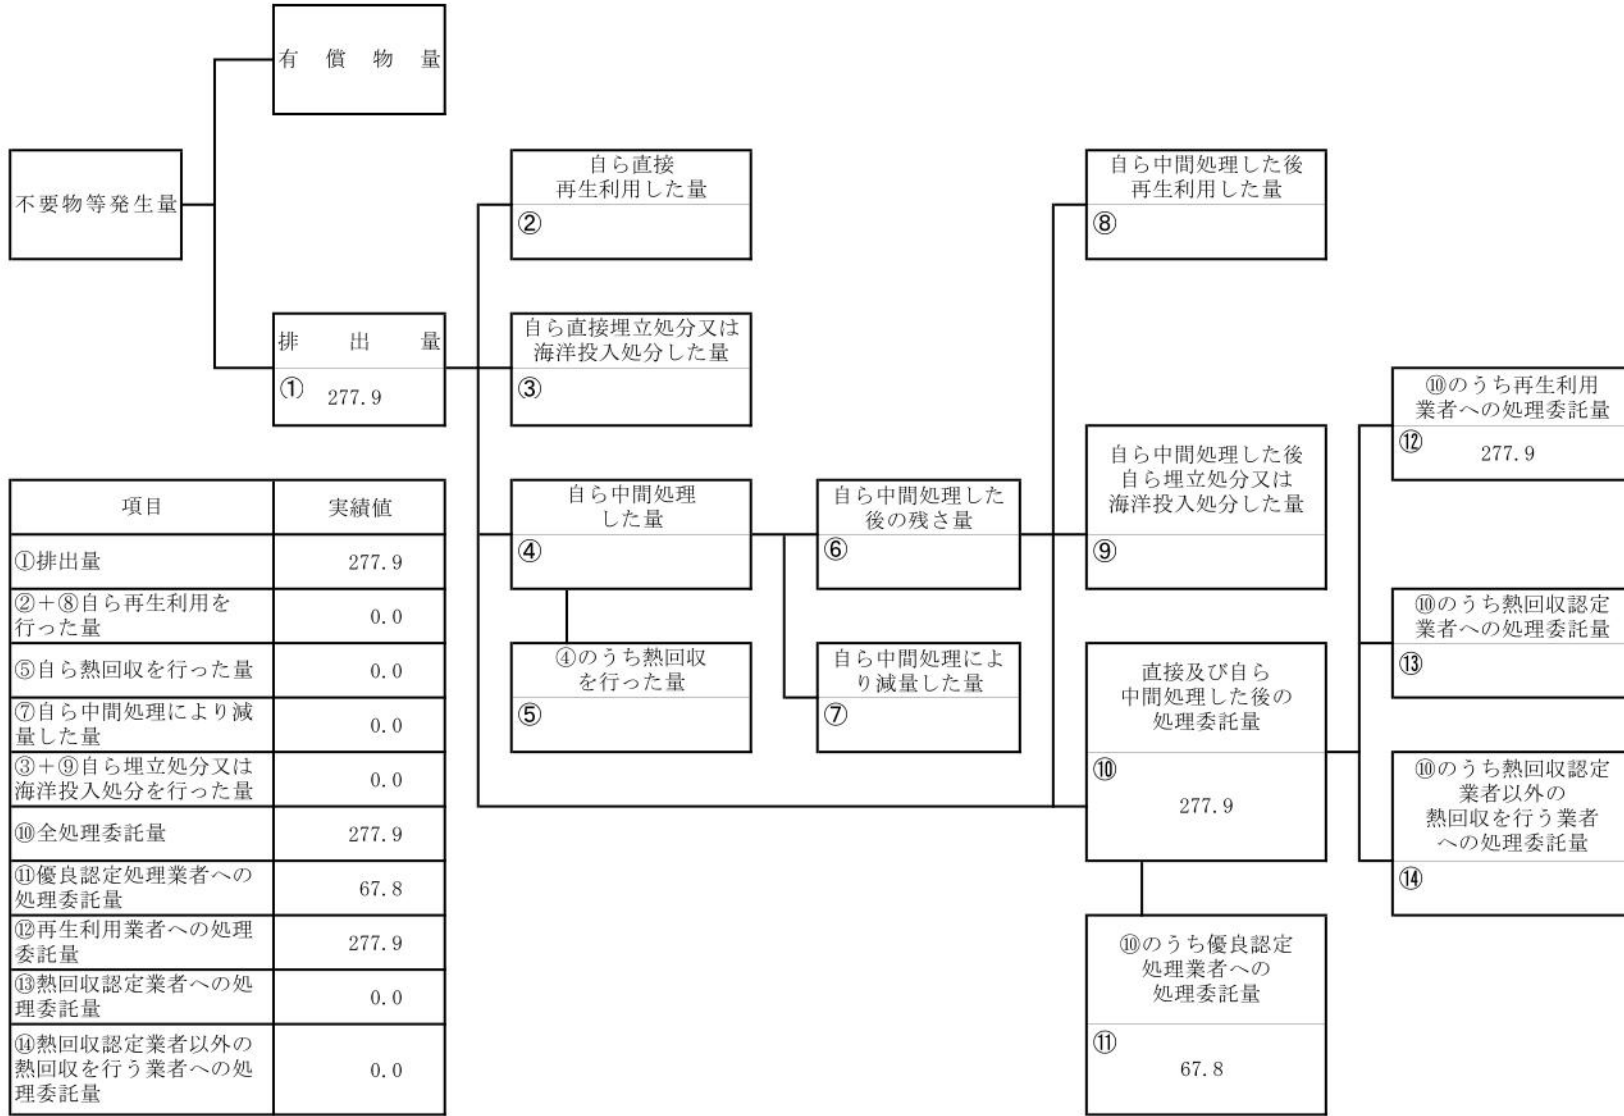 有償物量
不要物等発生量
排出量
① 277.9
自ら直接
再生利用した量
②
自ら直接埋立処分又は
海洋投入処分した量
③
自ら中間処理
した量
④
④のうち熱回収
を行った量
⑤
自ら中間処理した
後の残さ量
⑥
自ら中間処理によ
り減量した量
⑦
自ら中間処理した後
再生利用した量
⑧
自ら中間処理した後
自ら埋立処分又は
海洋投入処分した量
⑨
直接及び自ら
中間処理した後の
処理委託量
⑩
277.9
⑩のうち優良認定
処理業者への
処理委託量
⑪
67.8
⑩のうち再生利用
業者への処理委託量
⑫
277.9
⑩のうち熱回収認定
業者への処理委託量
⑬
⑩のうち熱回収認定
業者以外の
熱回収を行う業者
への処理委託量
⑭
項目 実績値
①排出量 277.9
②+⑧自ら再生利用を
行った量 0.0
⑤自ら熱回収を行った量 0.0
⑦自ら中間処理により減
量した量 0.0
③+⑨自ら埋立処分又は
海洋投入処分を行った量 0.0
⑩全処理委託量 277.9
⑪優良認定処理業者への
処理委託量 67.8
⑫再生利用業者への処理
委託量 277.9
⑬熱回収認定業者への処
理委託量 0.0
⑭熱回収認定業者以外の
熱回収を行う業者への処
理委託量 0.0